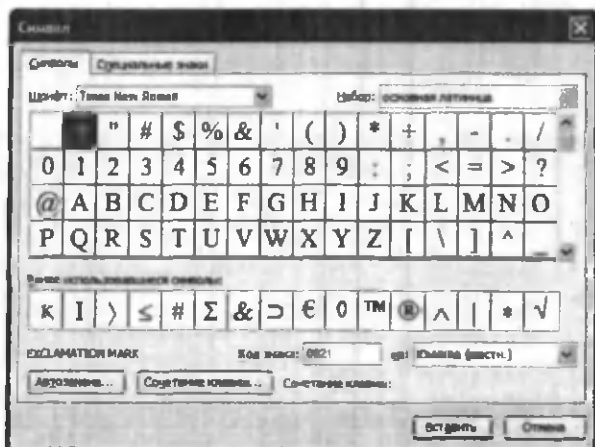 Символ
Символы Специальные знаки
Шрифт: Times New Roman Набор: основная латиница
" # $ % & ' ( ) * + , - . /
0 1 2 3 4 5 6 7 8 9 : ; < = > ?
@ A B C D E F G H I J K L M N O
P Q R S T U V W X Y Z [ \ ] ^ _
Ранее использовавшиеся символы:
# Σ & ⊃ € ◊ ™ ® ∧ | * √
EXCLAMATION MARK Код знака: 0021 из: Юникод (шестн.)
Автозамена... Сочетание клавиш... Сочетание клавиш:
Вставить Отмена